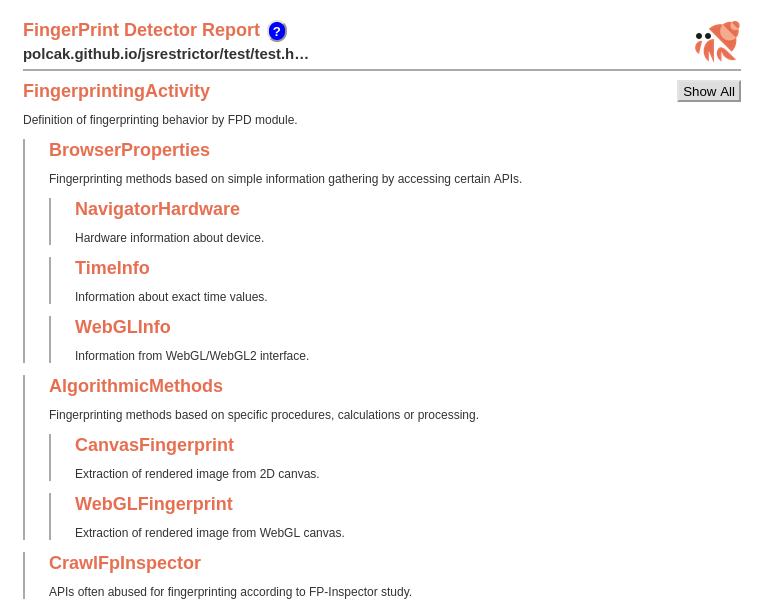 FingerPrint Detector Report ?
polcak.github.io/jsrestrictor/test/test.h…
FingerprintingActivity
Show All
Definition of fingerprinting behavior by FPD module.
BrowserProperties
Fingerprinting methods based on simple information gathering by accessing certain APIs.
NavigatorHardware
Hardware information about device.
TimeInfo
Information about exact time values.
WebGLInfo
Information from WebGL/WebGL2 interface.
AlgorithmicMethods
Fingerprinting methods based on specific procedures, calculations or processing.
CanvasFingerprint
Extraction of rendered image from 2D canvas.
WebGLFingerprint
Extraction of rendered image from WebGL canvas.
CrawlFpInspector
APIs often abused for fingerprinting according to FP-Inspector study.